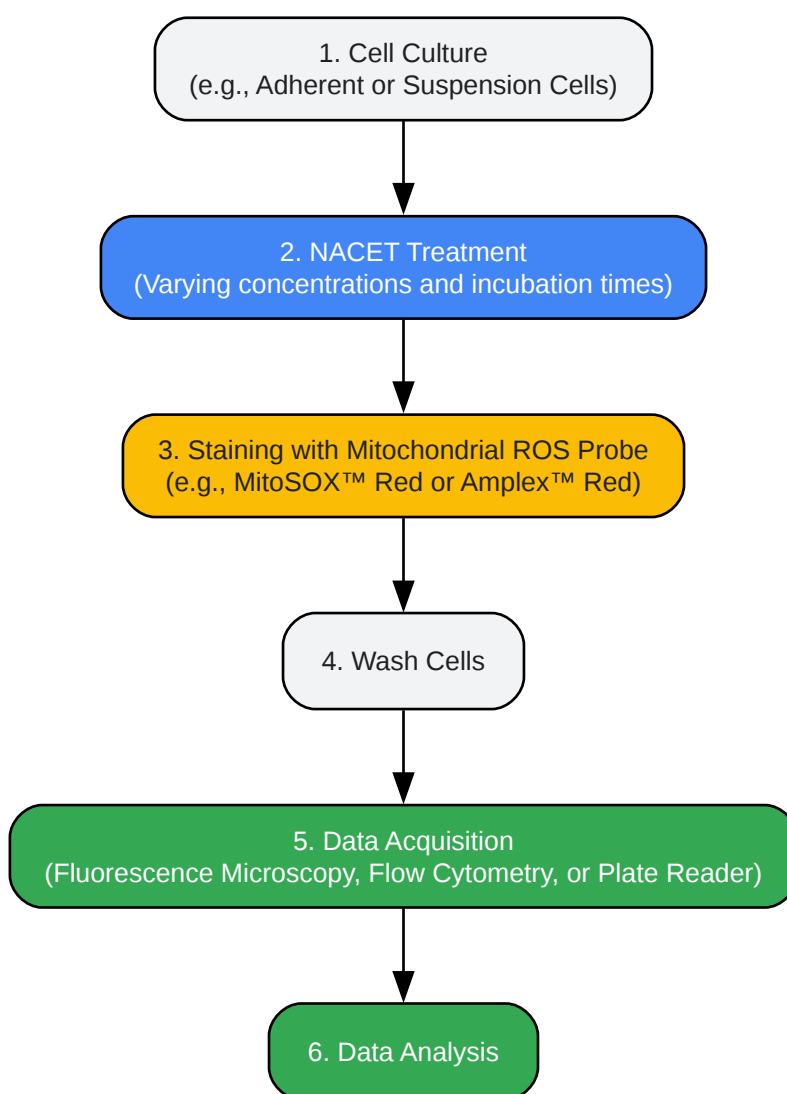 1. Cell Culture
(e.g., Adherent or Suspension Cells)
2. NACET Treatment
(Varying concentrations and incubation times)
3. Staining with Mitochondrial ROS Probe
(e.g., MitoSOX™ Red or Amplex™ Red)
4. Wash Cells
5. Data Acquisition
(Fluorescence Microscopy, Flow Cytometry, or Plate Reader)
6. Data Analysis